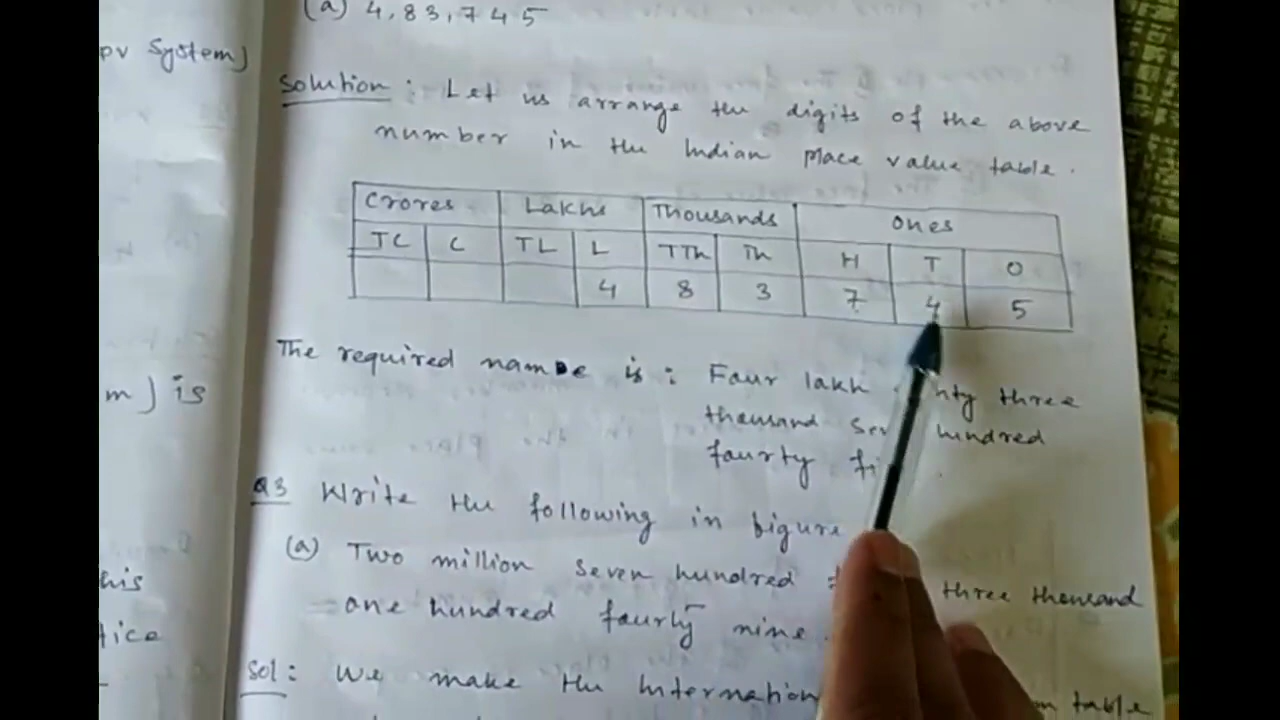 (a) 4,83,745
pv System)
Solution : Let us arrange the digits of the above
number in the Indian place value table.
Crores Lakhs Thousands Ones
TC C TL L TTh Th H T O
4 8 3 7 4 5
The required name is : Four lakh three
m) is
thousand hundred
fourty
Q3 Write the following in figure
(a) Two million seven hundred three thousand
his
one hundred fourty nine.
tice
Sol : We make the table